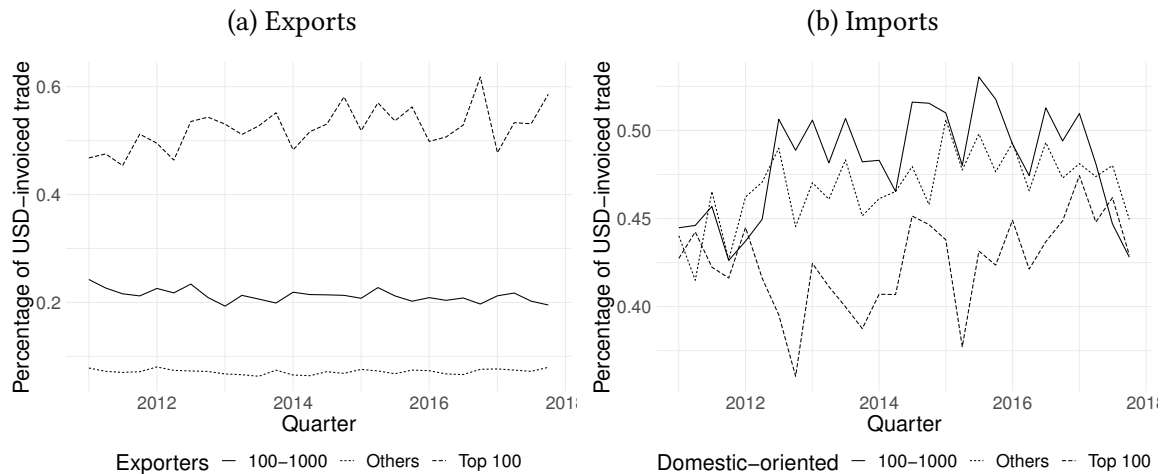 (a) Exports
Percentage of USD−invoiced trade
0.6
0.4
0.2
2012
2014
2016
2018
Quarter
Exporters 100−1000 Others Top 100
(b) Imports
Percentage of USD−invoiced trade
0.50
0.45
0.40
2012
2014
2016
2018
Quarter
Domestic−oriented 100−1000 Others Top 100